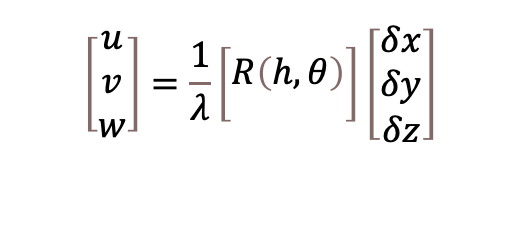 [u v w] = 1/λ [R(h, θ)] [δx δy δz]